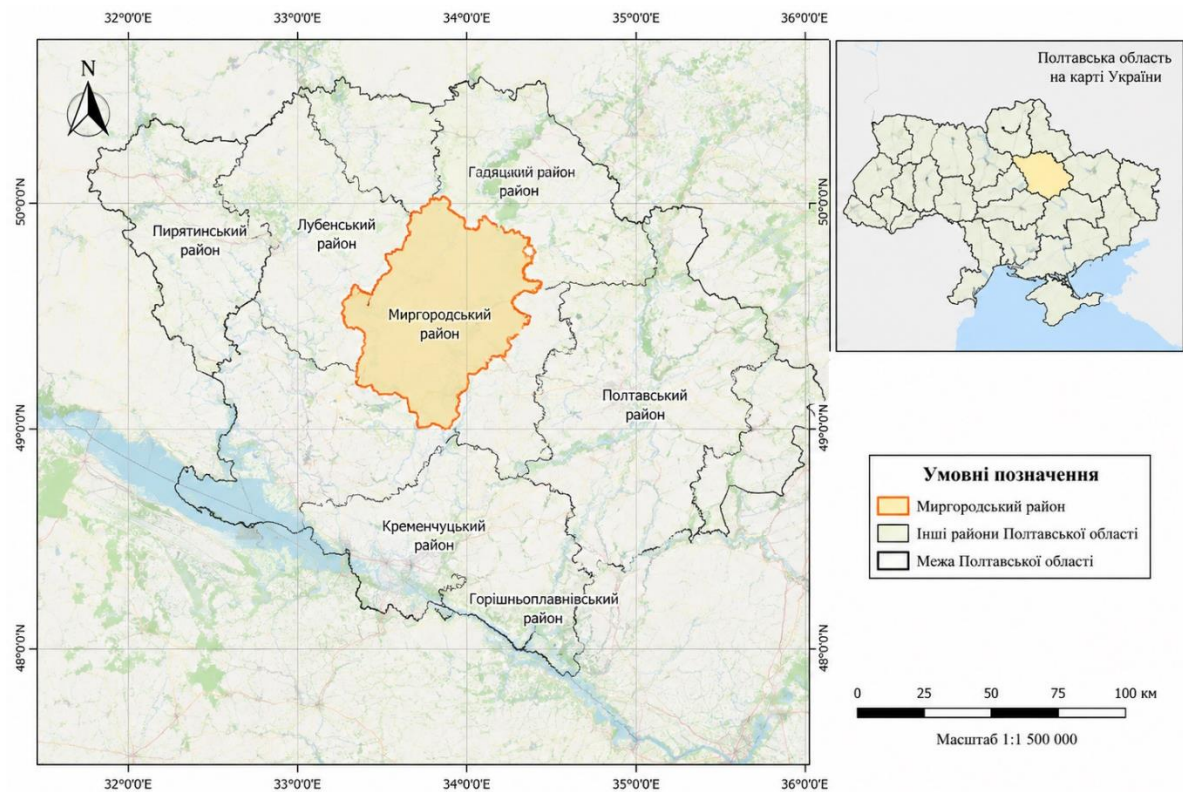 32°0'0"E 33°0'0"E 34°0'0"E 35°0'0"E 36°0'0"E
N
Полтавська область
на карті України
50°0'0"N
50°0'0"N
Гадяцький район
район
Лубенський
район
Пирятинський
район
Миргородський
район
Полтавський
район
49°0'0"N
49°0'0"N
Умовні позначення
Миргородський район
Інші райони Полтавської області
Межа Полтавської області
Кременчуцький
район
Горішньоплавнівський
район
48°0'0"N
48°0'0"N
0 25 50 75 100 км
Масштаб 1:1 500 000
32°0'0"E 33°0'0"E 34°0'0"E 35°0'0"E 36°0'0"E